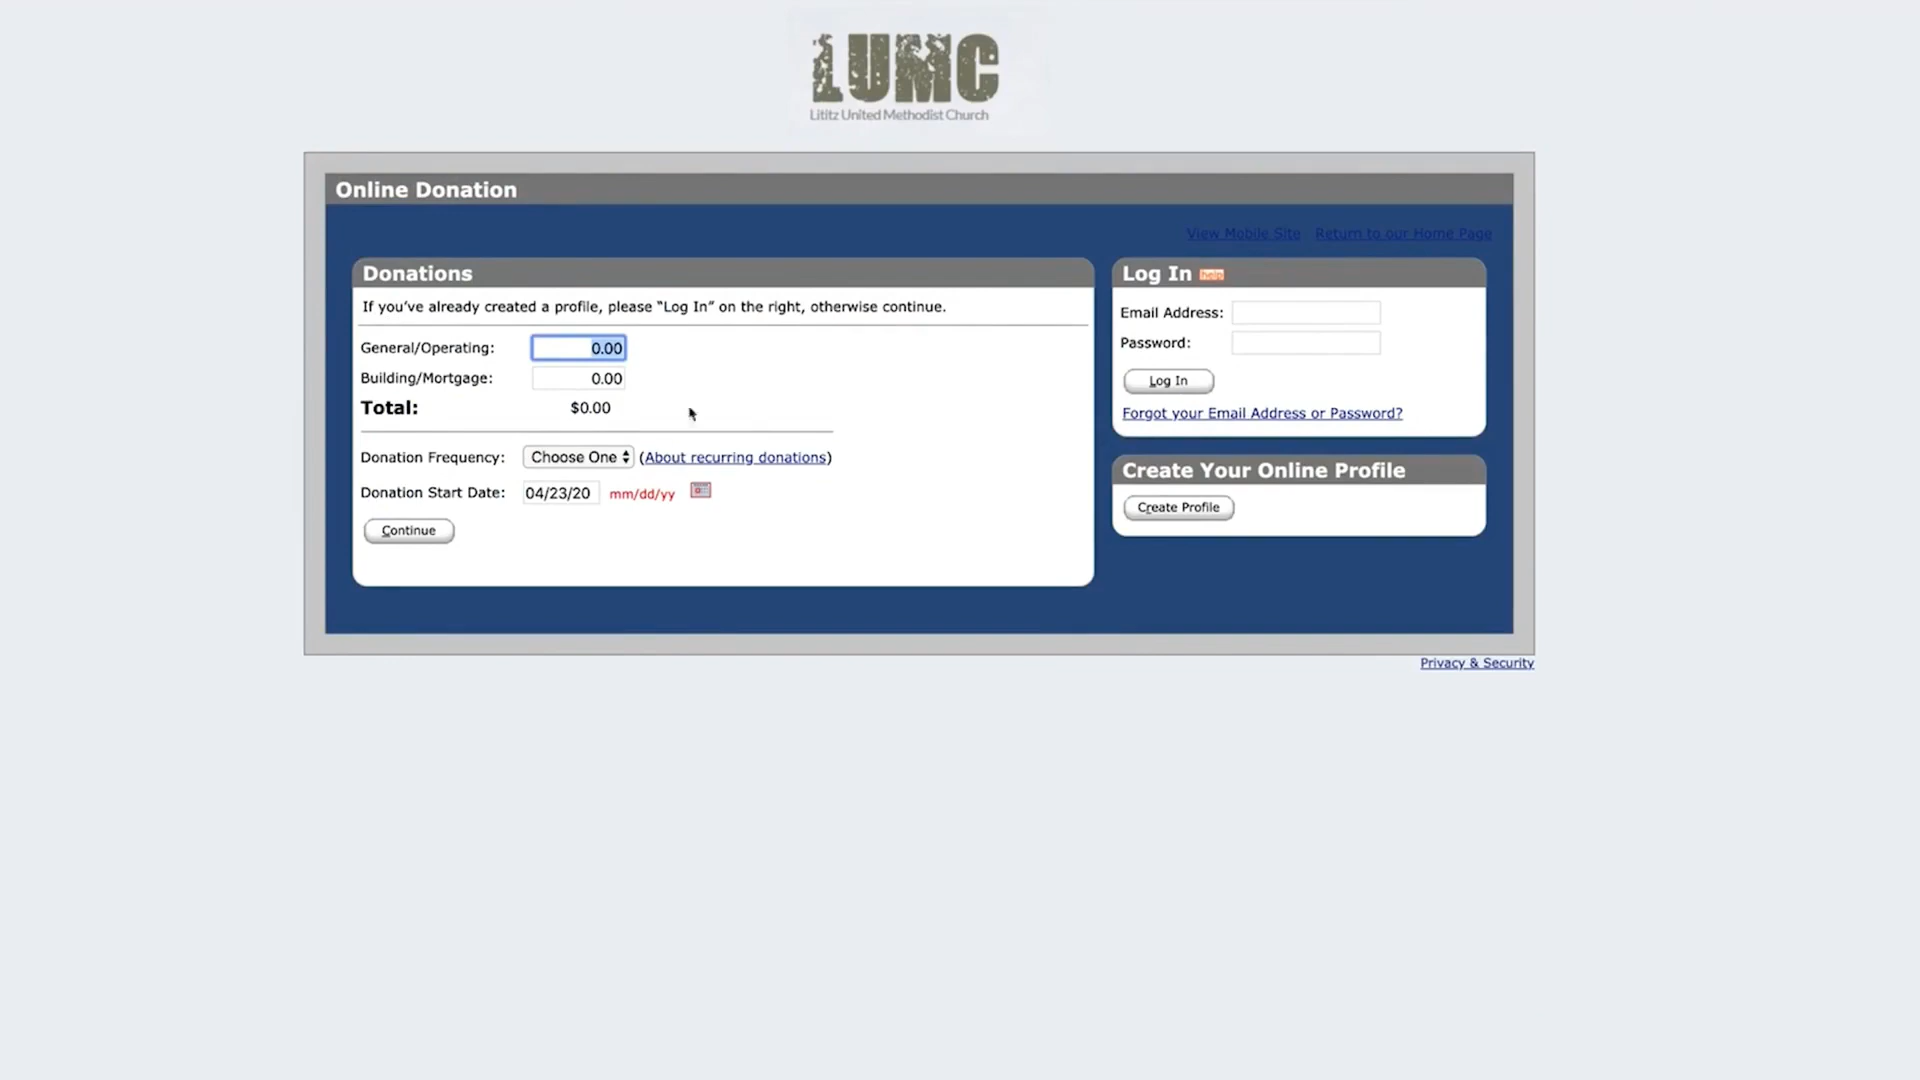 LUMC
Lititz United Methodist Church
Online Donation
View Mobile Site Return to our Home Page
Donations
If you've already created a profile, please “Log In” on the right, otherwise continue.
General/Operating: 0.00
Building/Mortgage: 0.00
Total: $0.00
Donation Frequency: Choose One (About recurring donations)
Donation Start Date: 04/23/20 mm/dd/yy
Continue
Log In help
Email Address:
Password:
Log In
Forgot your Email Address or Password?
Create Your Online Profile
Create Profile
Privacy & Security